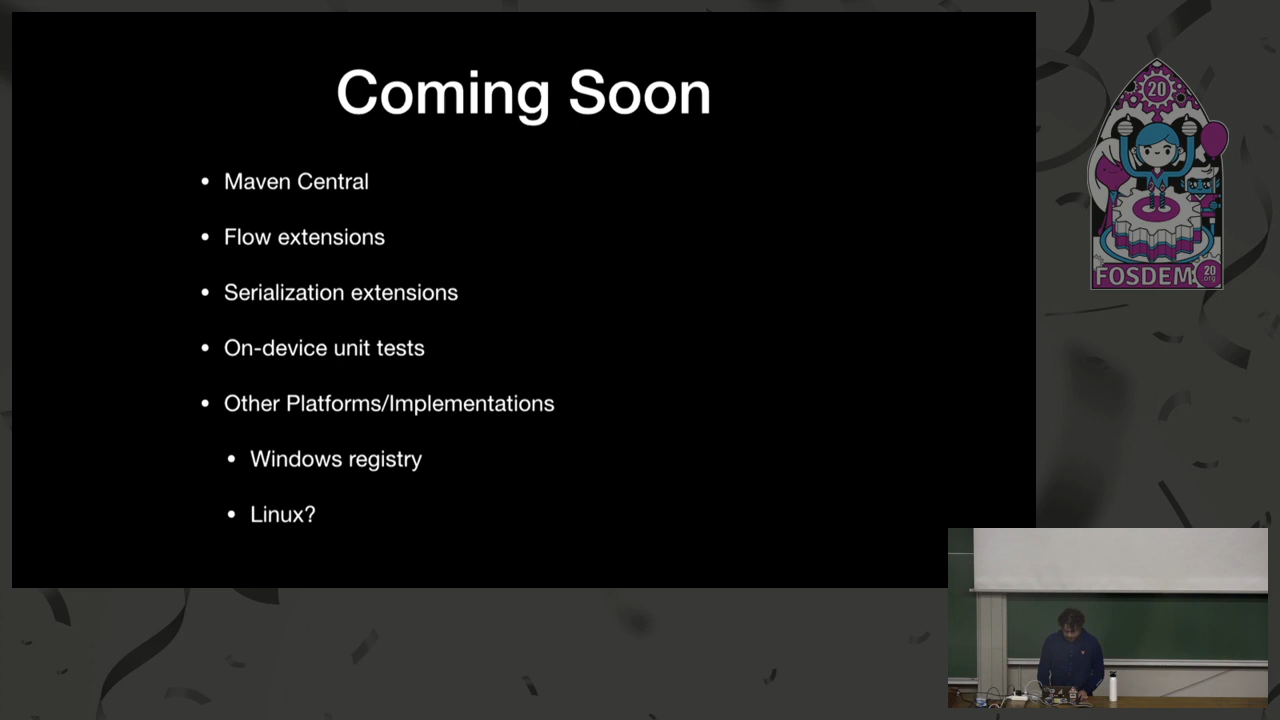 Coming Soon
• Maven Central
• Flow extensions
• Serialization extensions
• On-device unit tests
• Other Platforms/Implementations
• Windows registry
• Linux?
20
FOSDEM
20
.org